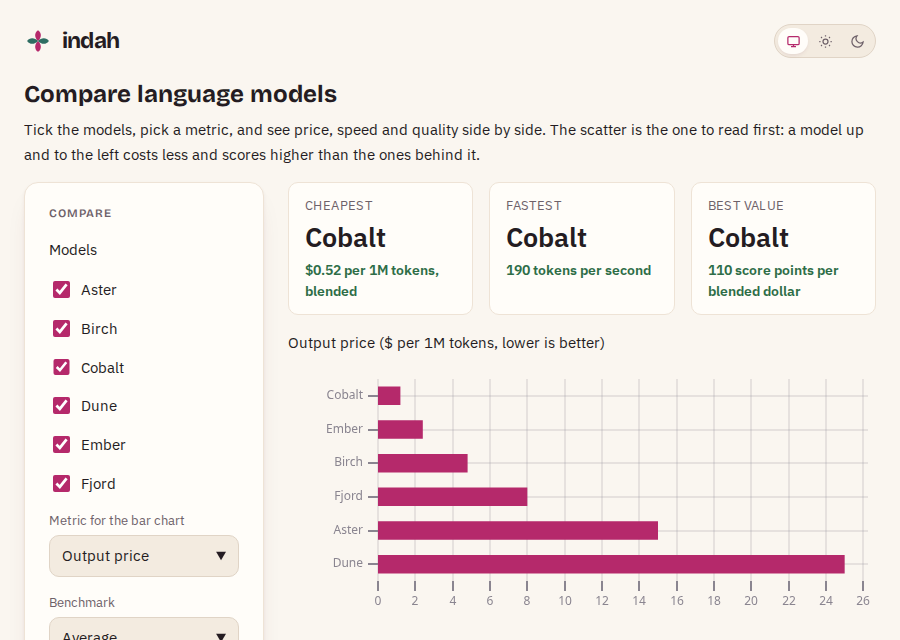 indah
Compare language models
Tick the models, pick a metric, and see price, speed and quality side by side. The scatter is the one to read first: a model up
and to the left costs less and scores higher than the ones behind it.
COMPARE
Models
Aster
Birch
Cobalt
Dune
Ember
Fjord
Metric for the bar chart
Output price
Benchmark
Average
CHEAPEST
Cobalt
$0.52 per 1M tokens,
blended
FASTEST
Cobalt
190 tokens per second
BEST VALUE
Cobalt
110 score points per
blended dollar
Output price ($ per 1M tokens, lower is better)
Cobalt
Ember
Birch
Fjord
Aster
Dune
0 2 4 6 8 10 12 14 16 18 20 22 24 26